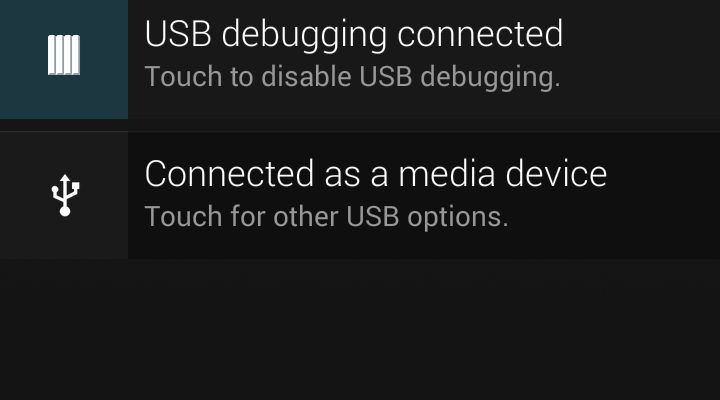 USB debugging connected
Touch to disable USB debugging.
Connected as a media device
Touch for other USB options.